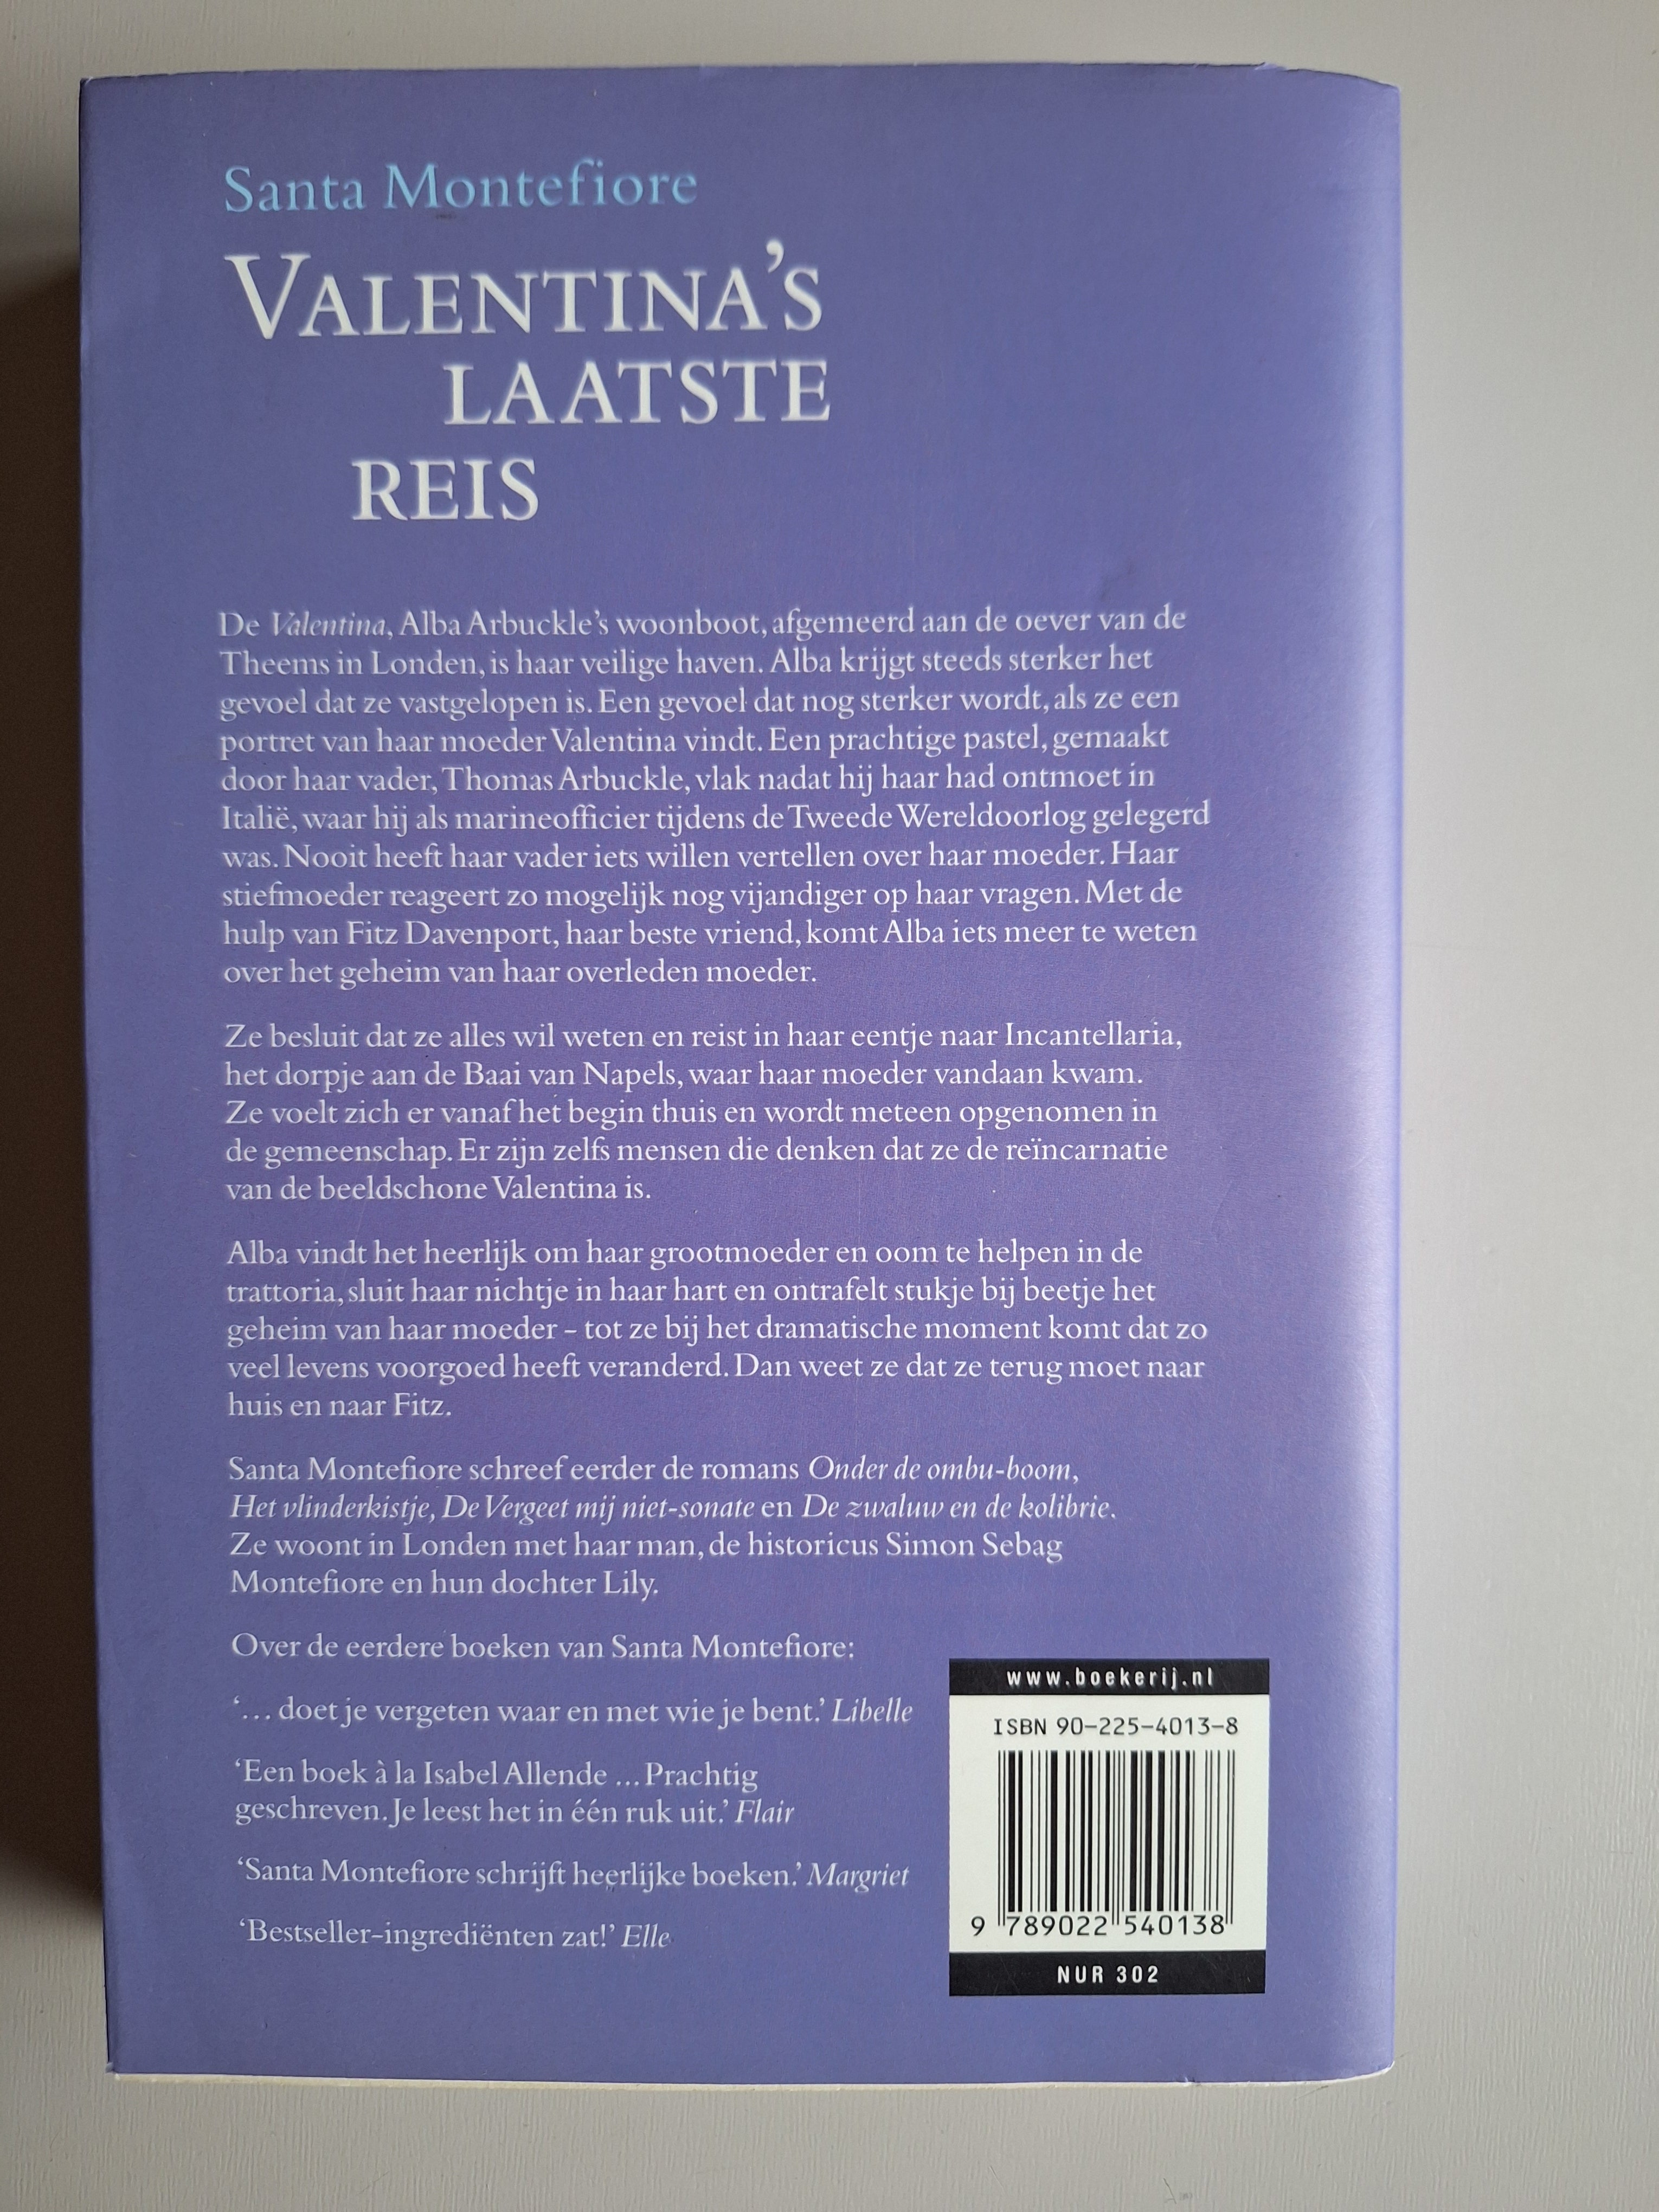 Santa Montefiore
VALENTINA'S
LAATSTE
REIS
De Valentina, Alba Arbuckle's woonboot, afgemeerd aan de oever van de
Theems in Londen, is haar veilige haven. Alba krijgt steeds sterker het
gevoel dat ze vastgelopen is. Een gevoel dat nog sterker wordt, als ze een
portret van haar moeder Valentina vindt. Een prachtige pastel, gemaakt
door haar vader, Thomas Arbuckle, vlak nadat hij haar had ontmoet in
Italië, waar hij als marineofficier tijdens de Tweede Wereldoorlog gelegerd
was. Nooit heeft haar vader iets willen vertellen over haar moeder. Haar
stiefmoeder reageert zo mogelijk nog vijandiger op haar vragen. Met de
hulp van Fitz Davenport, haar beste vriend, komt Alba iets meer te weten
over het geheim van haar overleden moeder.
Ze besluit dat ze alles wil weten en reist in haar eentje naar Incantellaria,
het dorpje aan de Baai van Napels, waar haar moeder vandaan kwam.
Ze voelt zich er vanaf het begin thuis en wordt meteen opgenomen in
de gemeenschap. Er zijn zelfs mensen die denken dat ze de reïncarnatie
van de beeldschone Valentina is.
Alba vindt het heerlijk om haar grootmoeder en oom te helpen in de
trattoria, sluit haar nichtje in haar hart en ontrafelt stukje bij beetje het
geheim van haar moeder – tot ze bij het dramatische moment komt dat zo
veel levens voorgoed heeft veranderd. Dan weet ze dat ze terug moet naar
huis en naar Fitz.
Santa Montefiore schreef eerder de romans Onder de ombu-boom,
Het vlinderkistje, De Vergeet mij niet-sonate en De zwaluw en de kolibrie.
Ze woont in Londen met haar man, de historicus Simon Sebag
Montefiore en hun dochter Lily.
Over de eerdere boeken van Santa Montefiore:
‘… doet je vergeten waar en met wie je bent.’ Libelle
‘Een boek à la Isabel Allende … Prachtig
geschreven. Je leest het in één ruk uit.’ Flair
‘Santa Montefiore schrijft heerlijke boeken.’ Margriet
‘Bestseller-ingrediënten zat!’ Elle
www.boekerij.nl
ISBN 90-225-4013-8
9 789022 540138
NUR 302